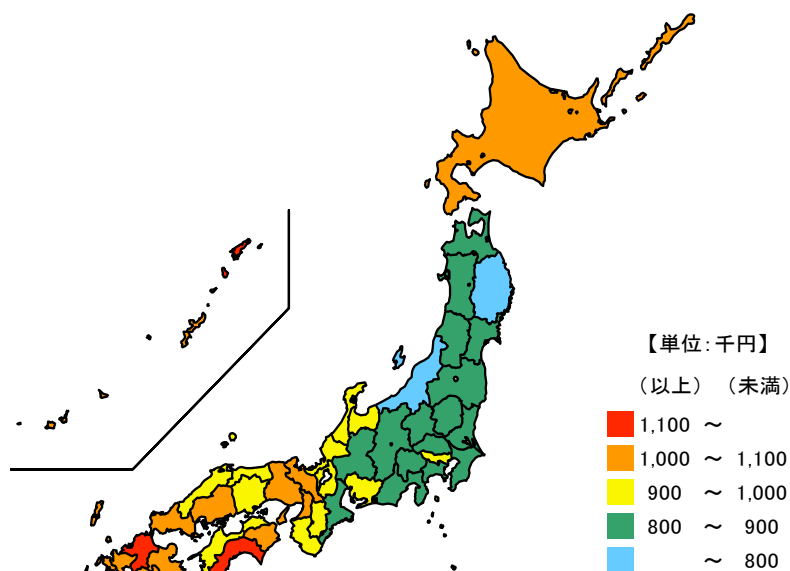 【単位:千円】
（以上） （未満）
1,100 ～
1,000 ～ 1,100
900 ～ 1,000
800 ～ 900
～ 800